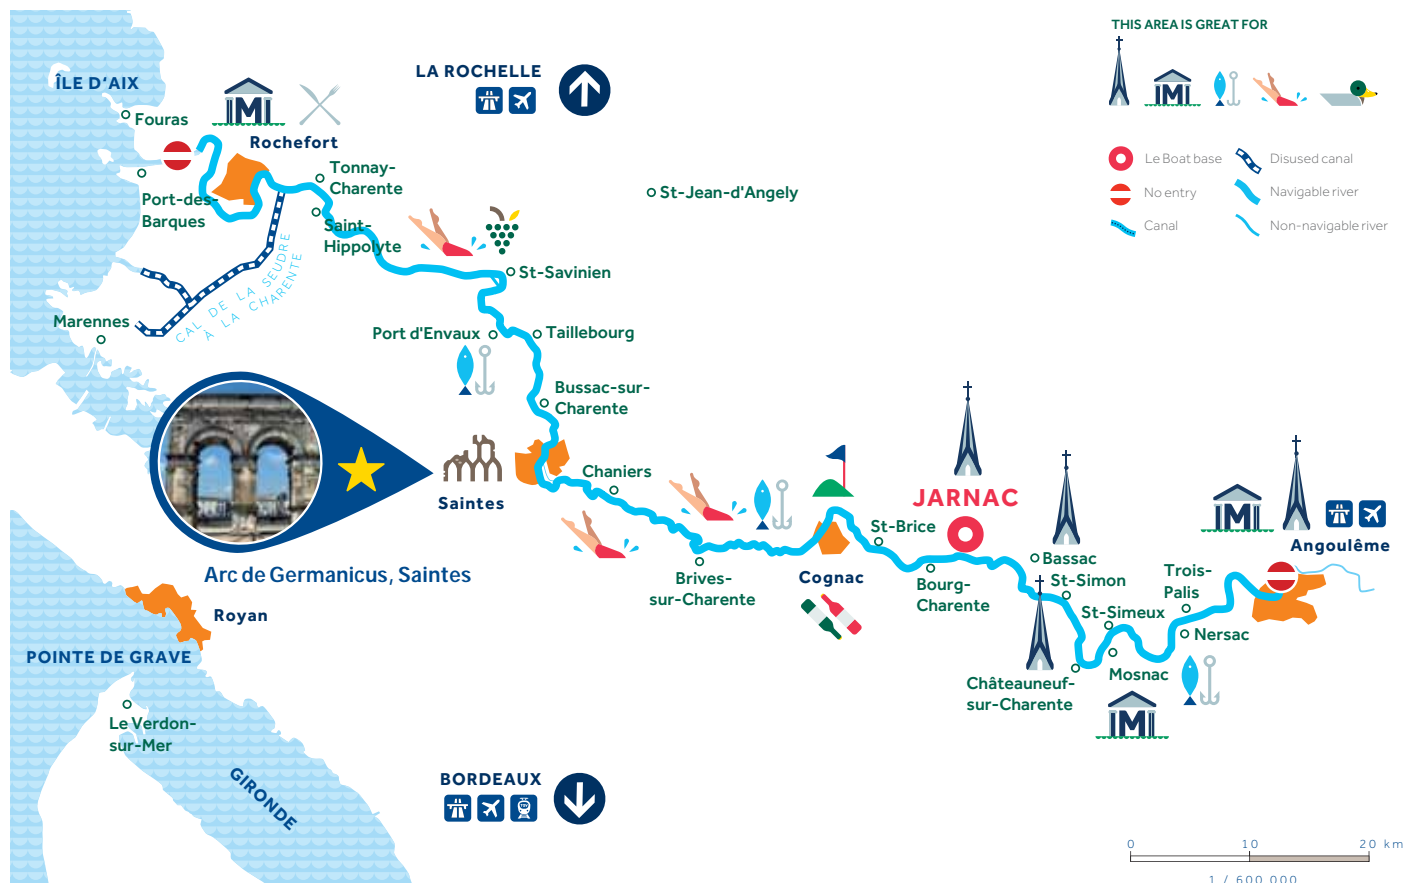 THIS AREA IS GREAT FOR
LA ROCHELLE
ÎLE D'AIX
Fouras
Rochefort
Le Boat base
Disused canal
No entry
Navigable river
Canal
Non-navigable river
Tonnay-
Charente
Port-des-
Barques
St-Jean-d'Angely
Saint-
Hippolyte
CAL DE LA SEUDRE
À LA CHARENTE
St-Savinien
Marennes
Port d'Envaux
Taillebourg
Bussac-sur-
Charente
Chaniers
Saintes
JARNAC
St-Brice
Angoulême
Bassac
Arc de Germanicus, Saintes
Brives-
sur-Charente
Cognac
Bourg-
Charente
St-Simon
Trois-
Palis
St-Simeux
Nersac
Royan
POINTE DE GRAVE
Mosnac
Châteauneuf-
sur-Charente
M
M
M
M
Le Verdon-
sur-Mer
GIRONDE
BORDEAUX
0 10 20 km
1 / 600 000